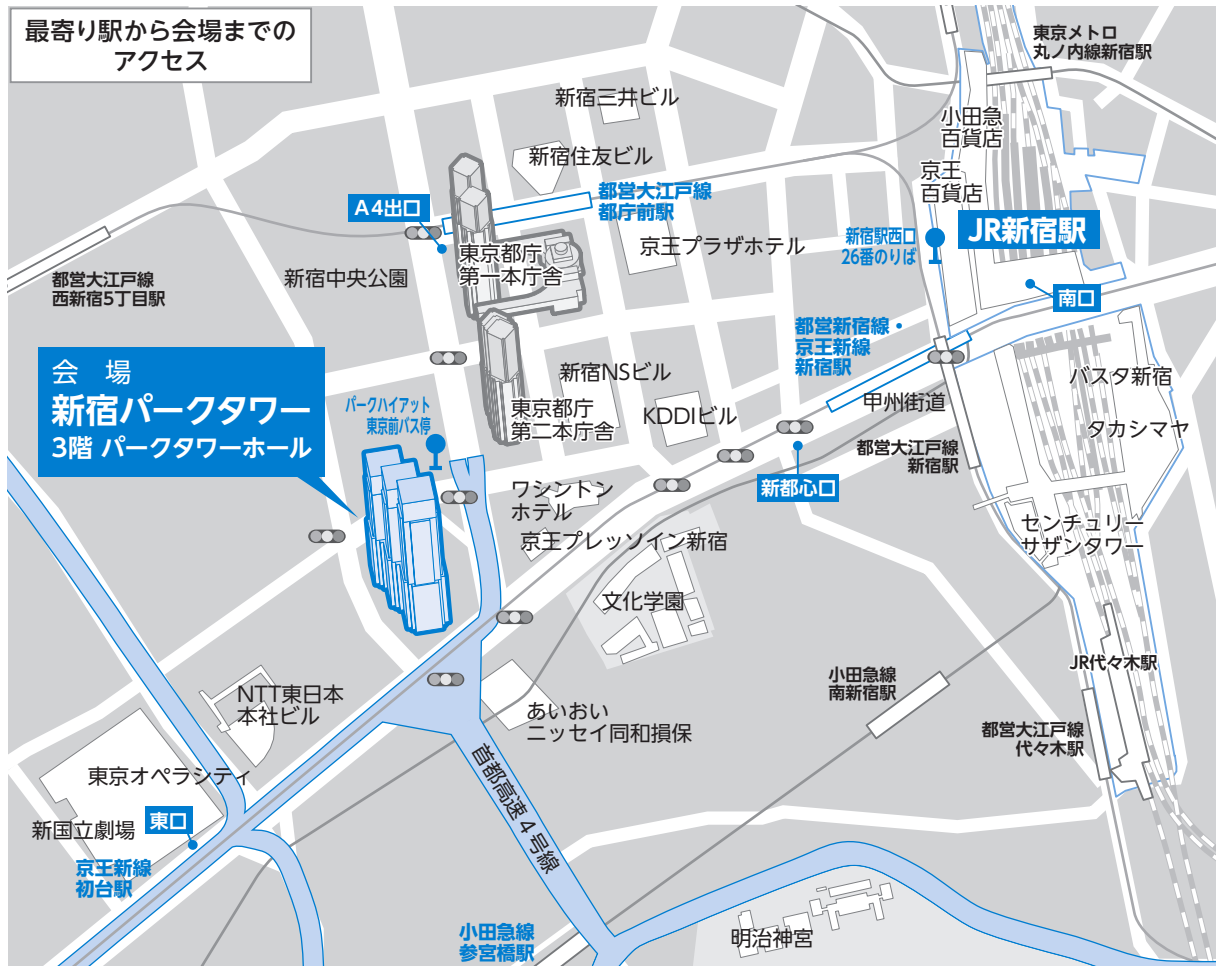 最寄り駅から会場までの
アクセス
東京メトロ
丸ノ内線新宿駅
新宿三井ビル
小田急
百貨店
新宿住友ビル
京王
百貨店
都営大江戸線
都庁前駅
A4出口
新宿駅西口
26番のりば
JR新宿駅
東京都庁
第一本庁舎
京王プラザホテル
新宿中央公園
都営大江戸線
西新宿5丁目駅
南口
都営新宿線・
京王新線
新宿駅
会 場
新宿パークタワー
3階 パークタワーホール
パークハイアット
東京前バス停
新宿NSビル
東京都庁
第二本庁舎
KDDIビル
甲州街道
バスタ新宿
タカシマヤ
都営大江戸線
新宿駅
新都心口
ワシントン
ホテル
京王プレッソイン新宿
センチュリー
サザンタワー
文化学園
JR代々木駅
小田急線
南新宿駅
NTT東日本
本社ビル
あいおい
ニッセイ同和損保
都営大江戸線
代々木駅
東京オペラシティ
首都高速4号線
新国立劇場
東口
京王新線
初台駅
小田急線
参宮橋駅
明治神宮